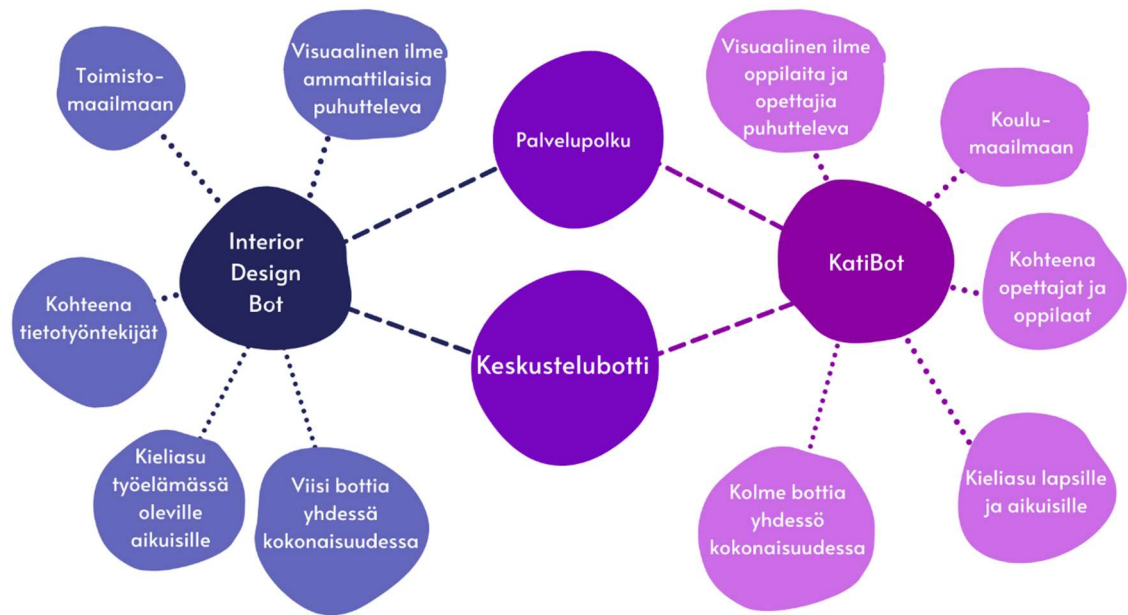 Toimisto-
maailmaan
Visuaalinen ilme
ammattilaisia
puhutteleva
Interior
Design
Bot
Kohteena
tietotyöntekijät
Kieliasu
työelämässä
oleville
aikuisille
Viisi bottia
yhdessä
kokonaisuudessa
Palvelupolku
Keskustelubotti
Visuaalinen ilme
oppilaita ja
opettajia
puhutteleva
Koulu-
maailmaan
KatiBot
Kohteena
opettajat ja
oppilaat
Kolme bottia
yhdessö
kokonaisuudessa
Kieliasu lapsille
ja aikuisille